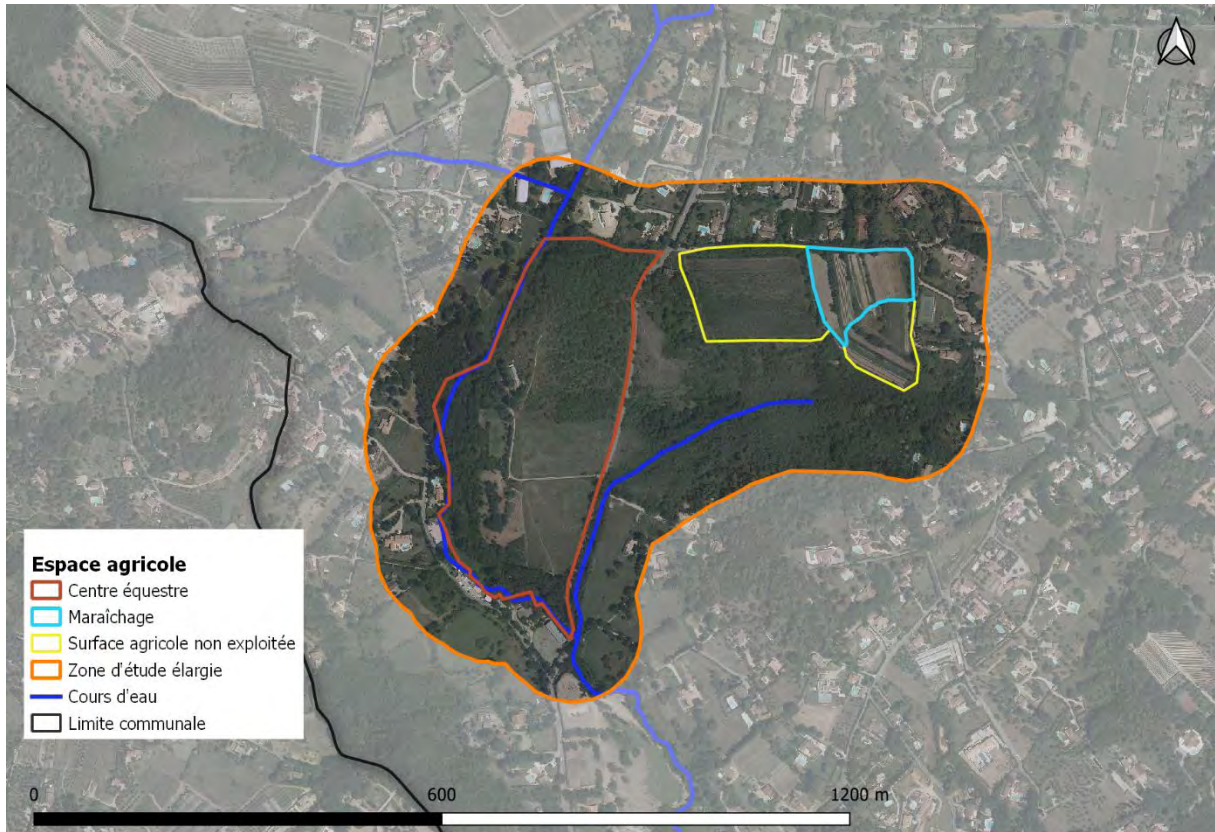 Espace agricole
Centre équestre
Maraîchage
Surface agricole non exploitée
Zone d'étude élargie
Cours d'eau
Limite communale
0
600
1200 m